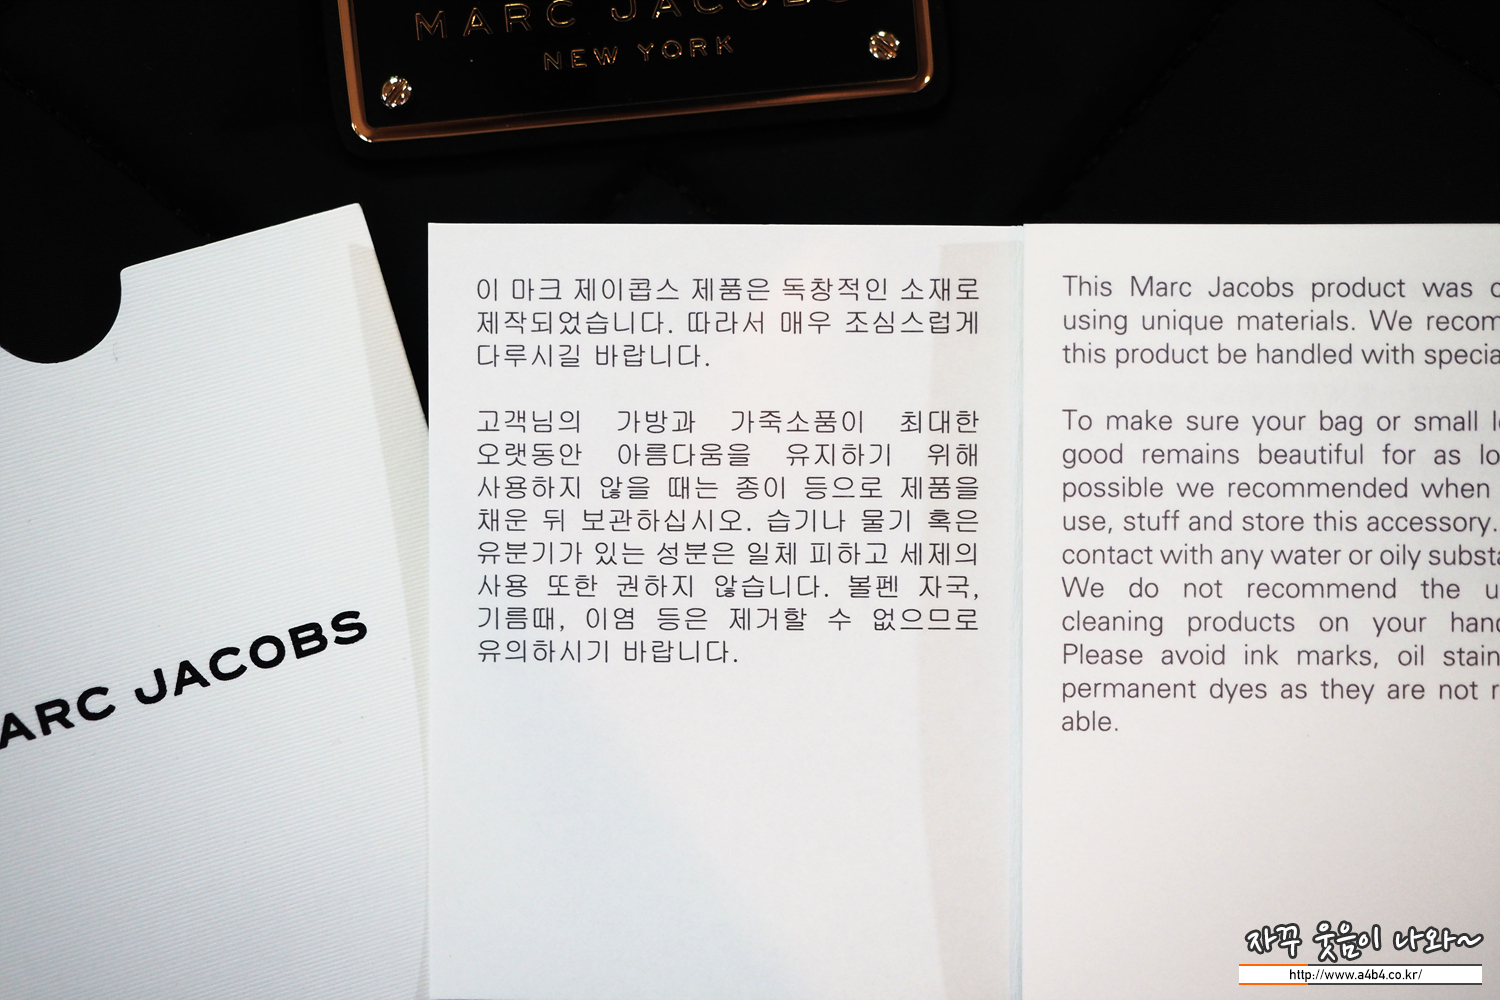 MARC JACOBS
NEW YORK
ARC JACOBS
이 마크 제이콥스 제품은 독창적인 소재로
제작되었습니다. 따라서 매우 조심스럽게
다루시길 바랍니다.
고객님의 가방과 가죽소품이 최대한
오랫동안 아름다움을 유지하기 위해
사용하지 않을 때는 종이 등으로 제품을
채운 뒤 보관하십시오. 습기나 물기 혹은
유분기가 있는 성분은 일체 피하고 세제의
사용 또한 권하지 않습니다. 볼펜 자국,
기름때, 이염 등은 제거할 수 없으므로
유의하시기 바랍니다.
This Marc Jacobs product was
using unique materials. We recom
this product be handled with specia
To make sure your bag or small
good remains beautiful for as lo
possible we recommended when
use, stuff and store this accessory.
contact with any water or oily substa
We do not recommend the u
cleaning products on your hand
Please avoid ink marks, oil stain
permanent dyes as they are not r
able.
자꾸 웃음이 나와~
http://www.a4b4.co.kr/